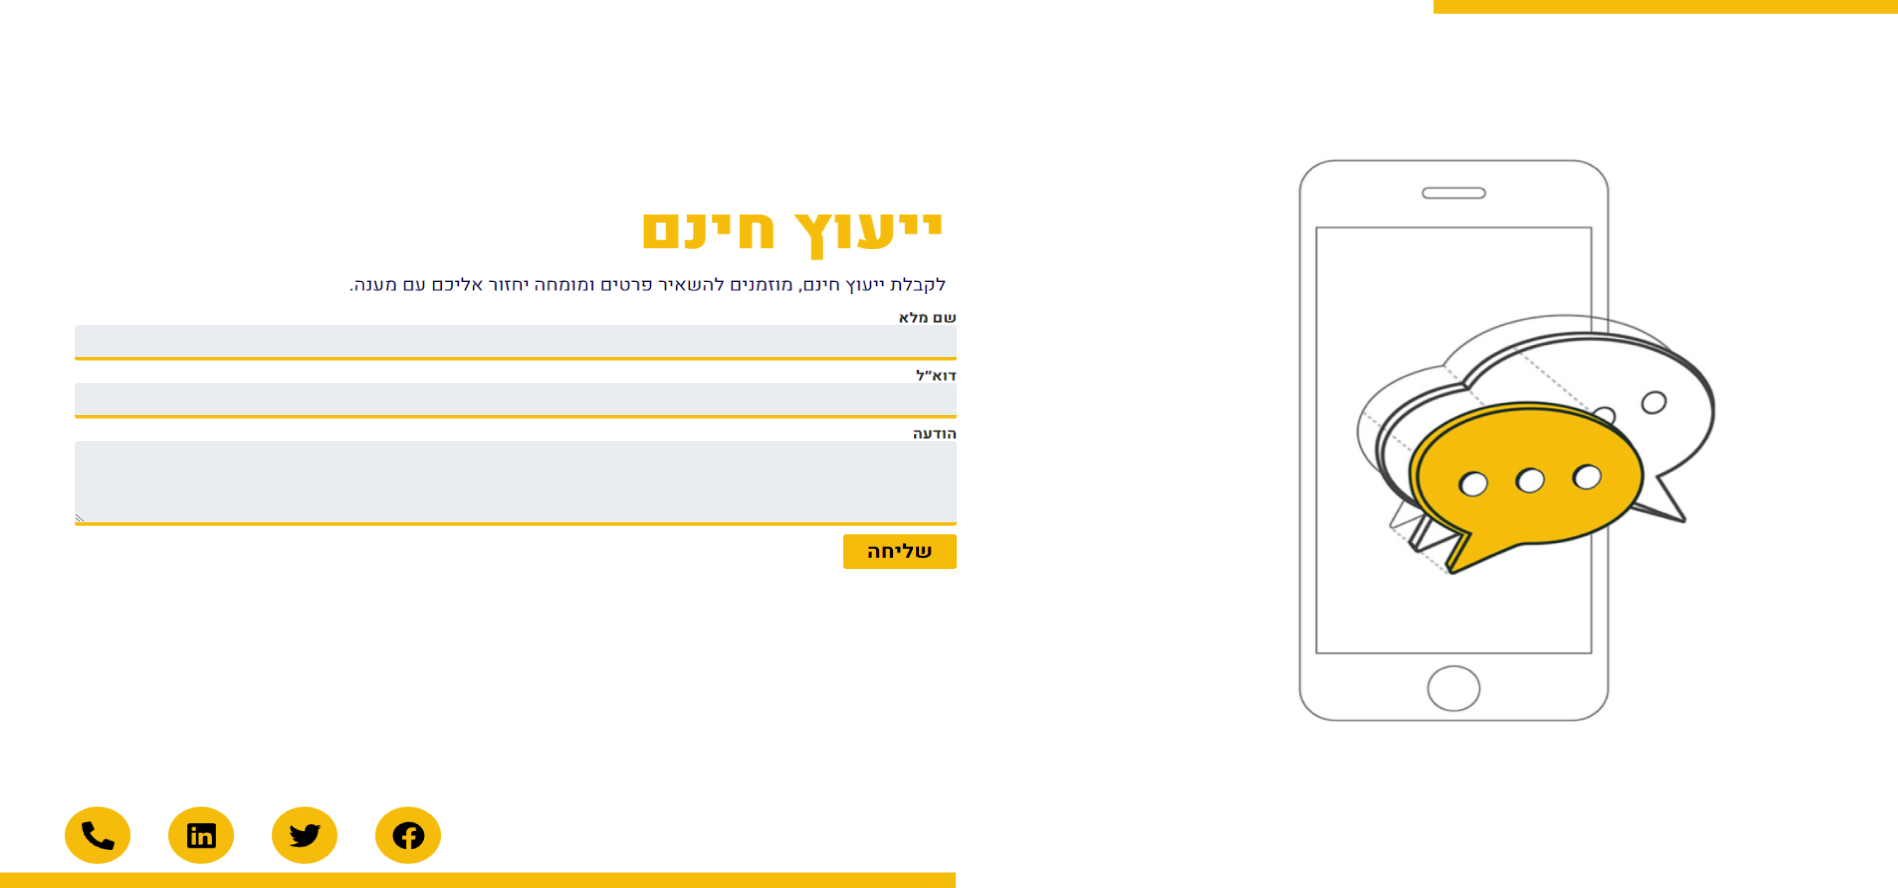 ייעוץ חינם
לקבלת ייעוץ חינם, מוזמנים להשאיר פרטים ומומחה יחזור אליכם עם מענה.
שם מלא
דוא״ל
הודעה
שליחה